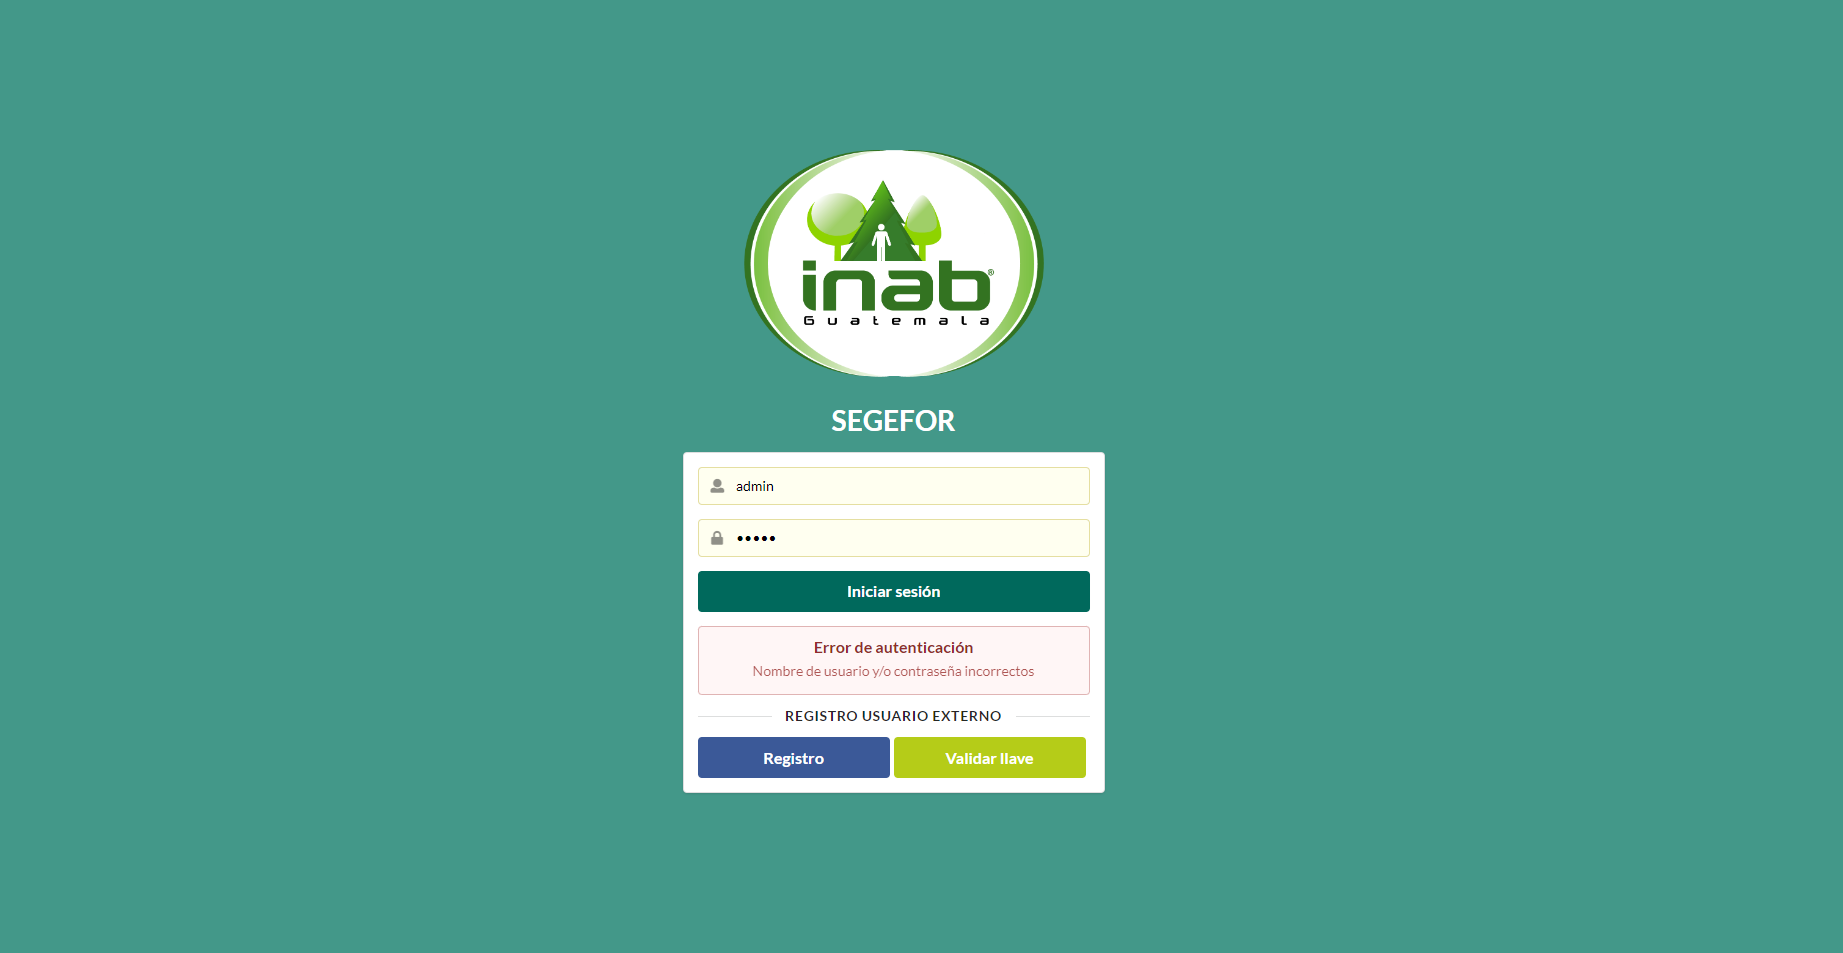 inab®
Guatemala
SEGEFOR
admin
•••••
Iniciar sesión
Error de autenticación
Nombre de usuario y/o contraseña incorrectos
REGISTRO USUARIO EXTERNO
Registro
Validar llave